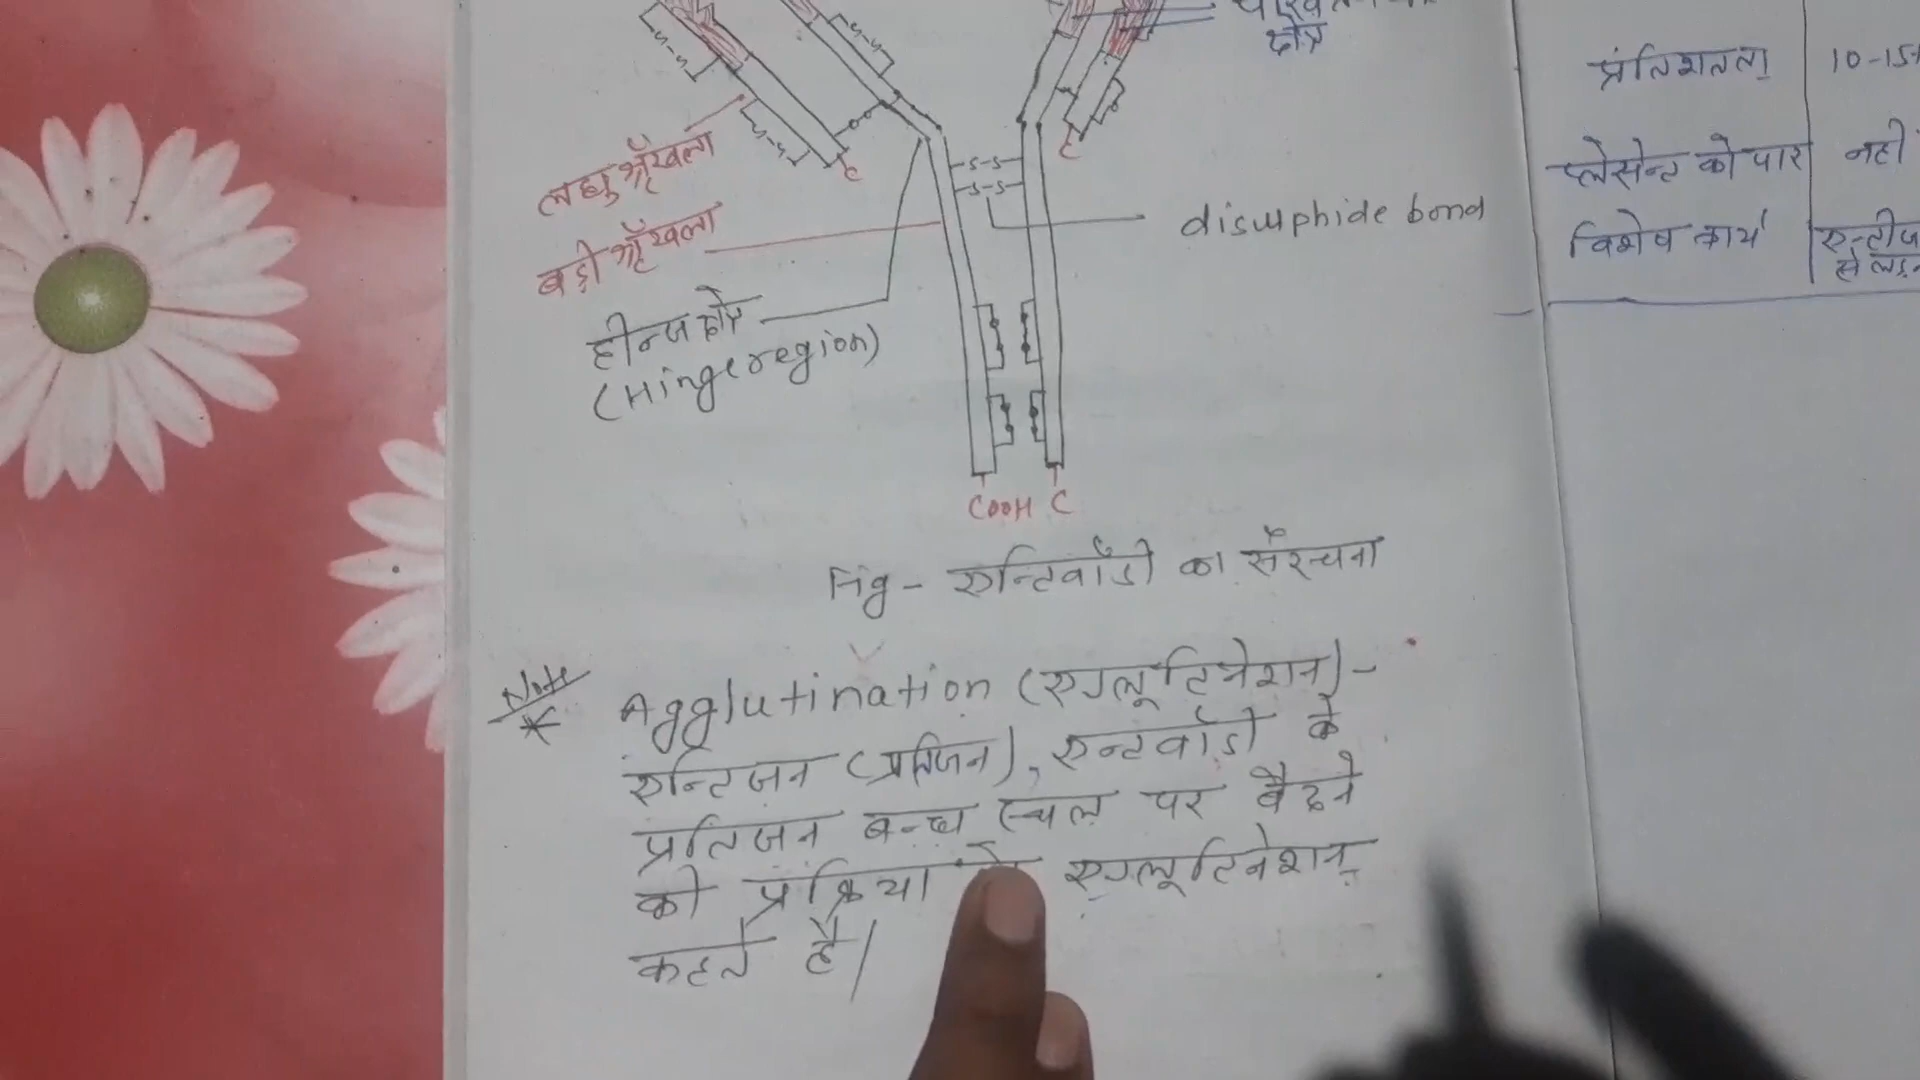 क्षेत्र
S-S
S-S
S-S
S-S
लघु श्रृँखला
C
C
S-S
S-S
बड़ी श्रृँखला
disulphide bond
हीन्ज क्षेत्र
(Hinge region)
COOH C
Fig - एन्टिबॉडी का सँरचना
Note
* Agglutination (एग्लूटिनेशन)-
एन्टिजन (प्रतिजन), एन्टबॉडी के
प्रतिजन बन्ध स्थल पर बैठने
की प्रक्रिया एग्लूटिनेशन
कहते है।
प्रतिशतता 10-15
प्लेसेन्ट को पार नही
विशेष कार्य